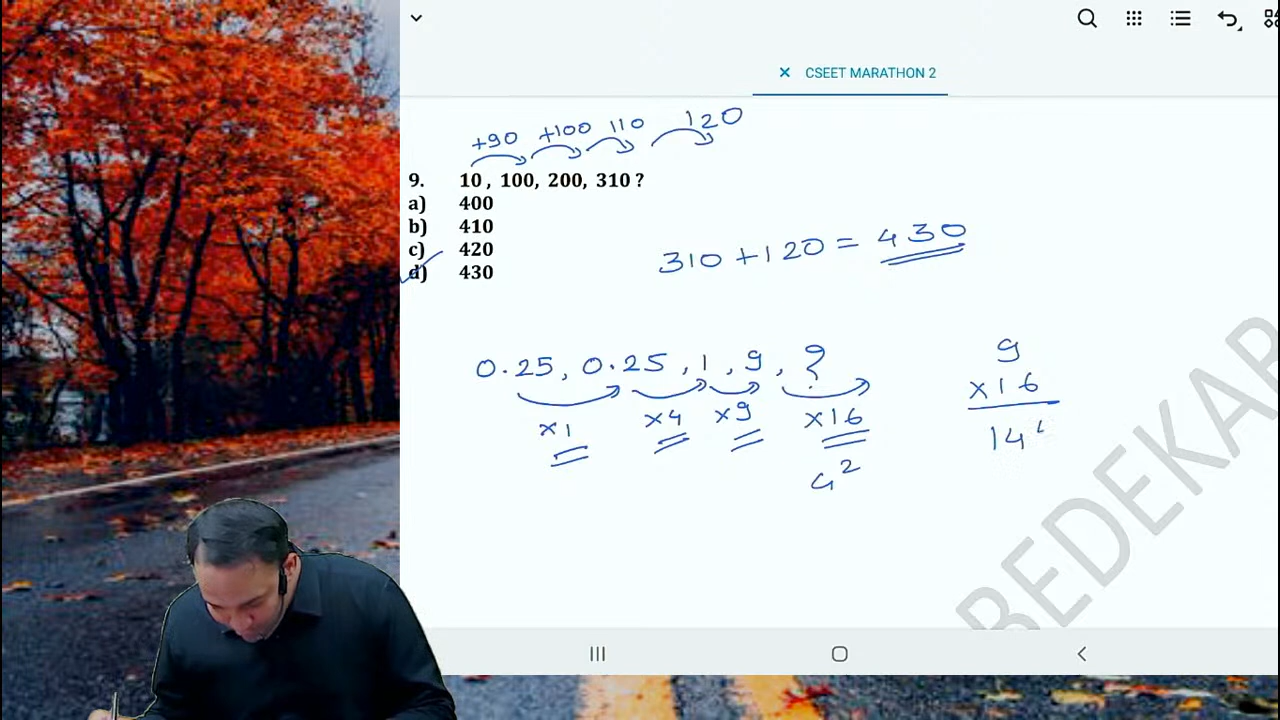 CSEET MARATHON 2
+90 +100 110 120
9. 10 , 100, 200, 310 ?
a) 400
b) 410
c) 420
d) 430
310 + 120 = 430
0.25, 0.25, 1, 9, ?
×1 ×4 ×9 ×16
4²
9
×16
14
BEDEKAR